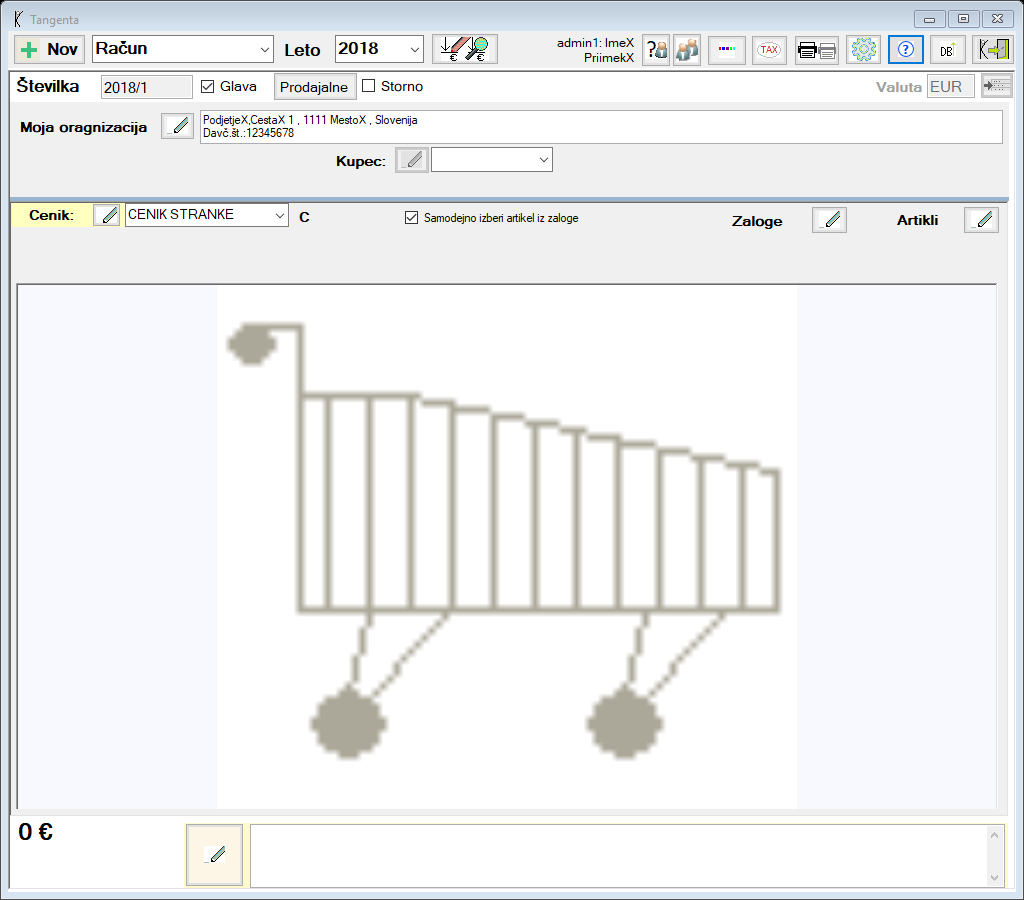 Tangenta
Nov Račun Leto 2018 admin1: ImeX PriimekX TAX DB
Številka 2018/1 Glava Prodajalne Storno Valuta EUR
Moja oragnizacija PodjetjeX,CestaX 1 , 1111 MestoX , Slovenija
Davč.št.:12345678
Kupec:
Cenik: CENIK STRANKE C Samodejno izberi artikel iz zaloge Zaloge Artikli
0 €